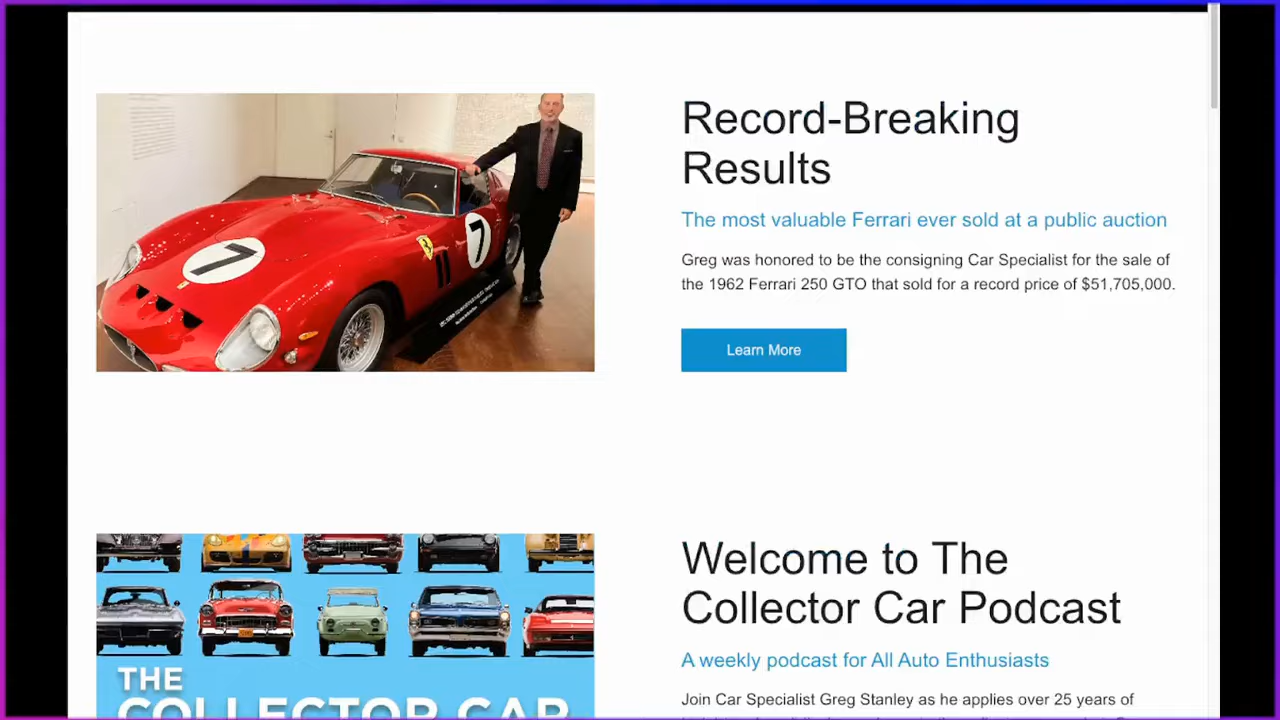 7
7
Record-Breaking
Results
The most valuable Ferrari ever sold at a public auction
Greg was honored to be the consigning Car Specialist for the sale of
the 1962 Ferrari 250 GTO that sold for a record price of $51,705,000.
Learn More
THE
COLLECTOR CAR
Welcome to The
Collector Car Podcast
A weekly podcast for All Auto Enthusiasts
Join Car Specialist Greg Stanley as he applies over 25 years of